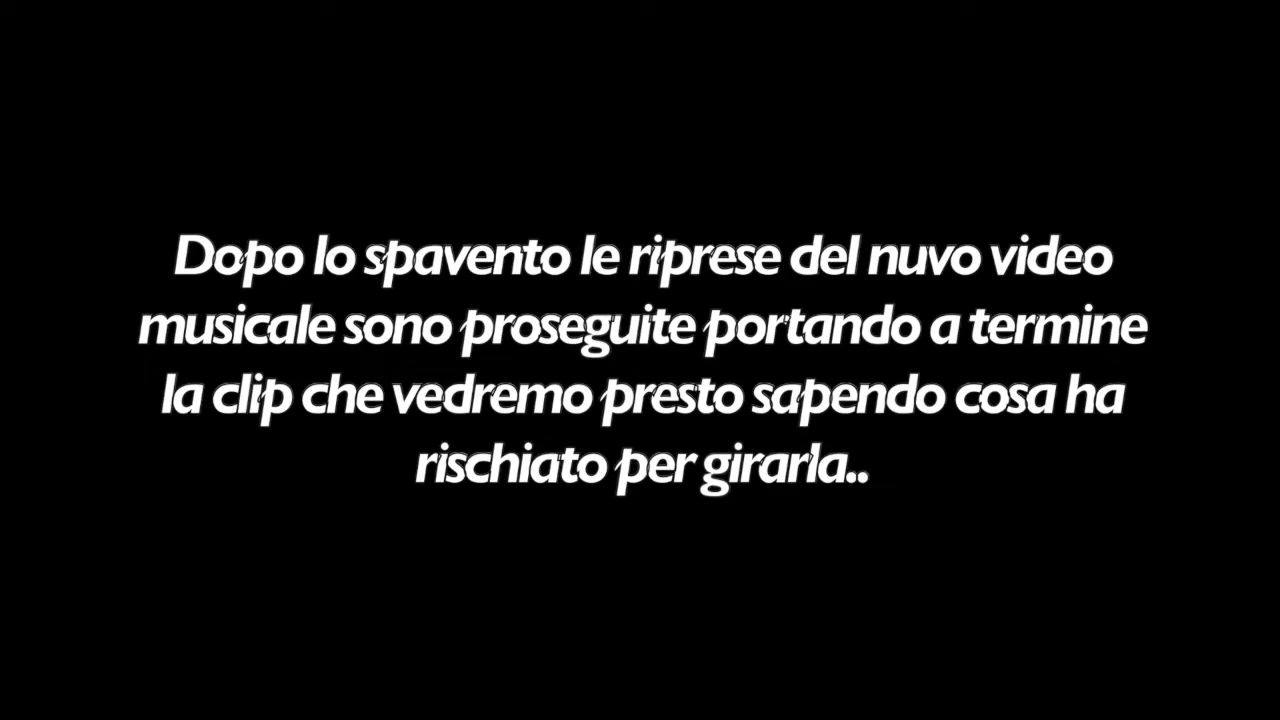 Dopo lo spavento le riprese del nuvo video
musicale sono proseguite portando a termine
la clip che vedremo presto sapendo cosa ha
rischiato per girarla..